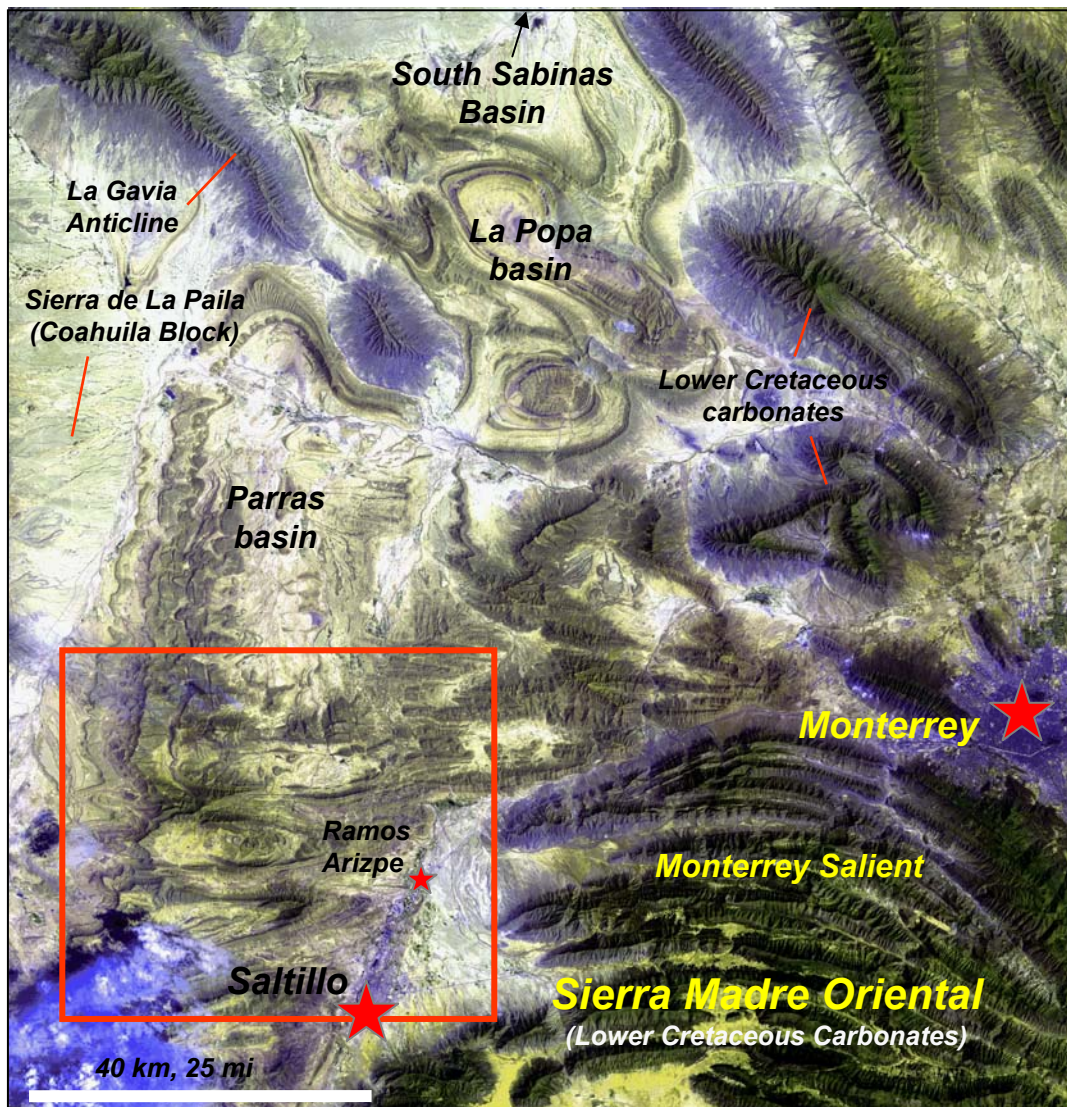 South Sabinas
Basin
La Gavia
Anticline
La Popa
basin
Sierra de La Paila
(Coahuila Block)
Lower Cretaceous
carbonates
Parras
basin
Monterrey
Ramos
Arizpe
Monterrey Salient
Saltillo
Sierra Madre Oriental
(Lower Cretaceous Carbonates)
40 km, 25 mi